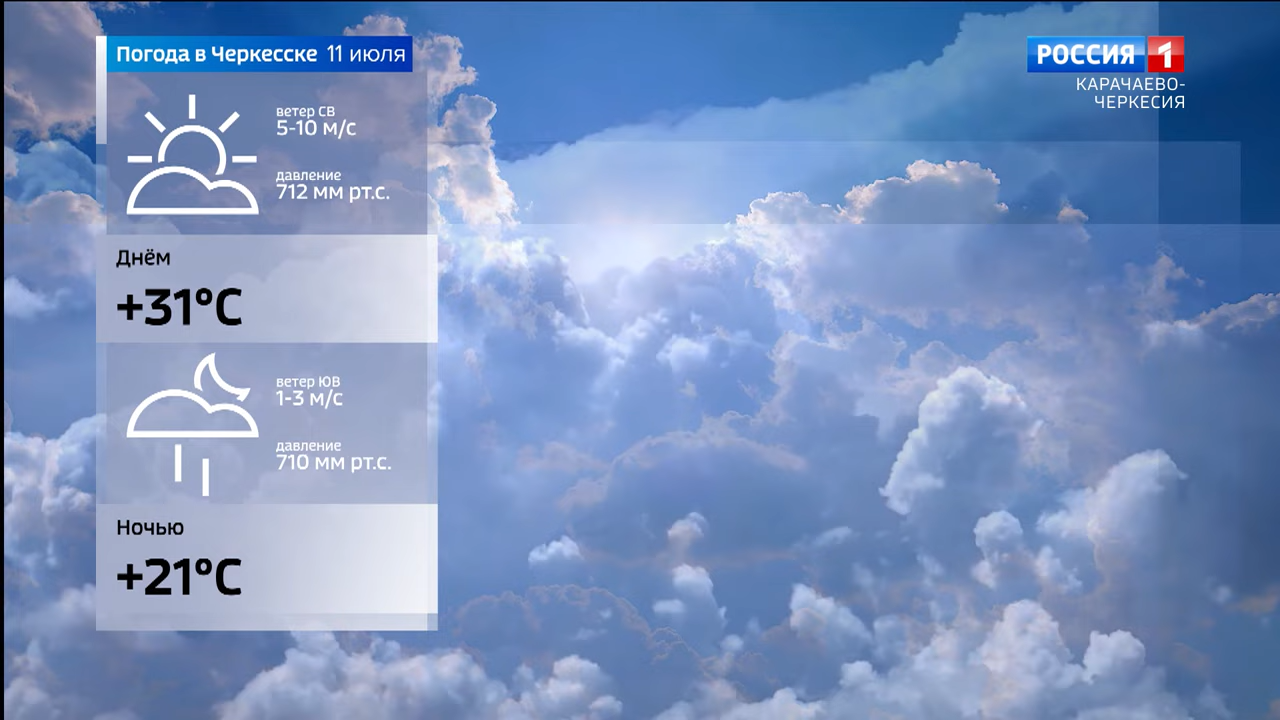 Погода в Черкесске 11 июля
РОССИЯ 1
КАРАЧАЕВО-
ЧЕРКЕСИЯ
ветер СВ
5-10 м/с
давление
712 мм рт.с.
Днём
+31°C
ветер ЮВ
1-3 м/с
давление
710 мм рт.с.
Ночью
+21°C